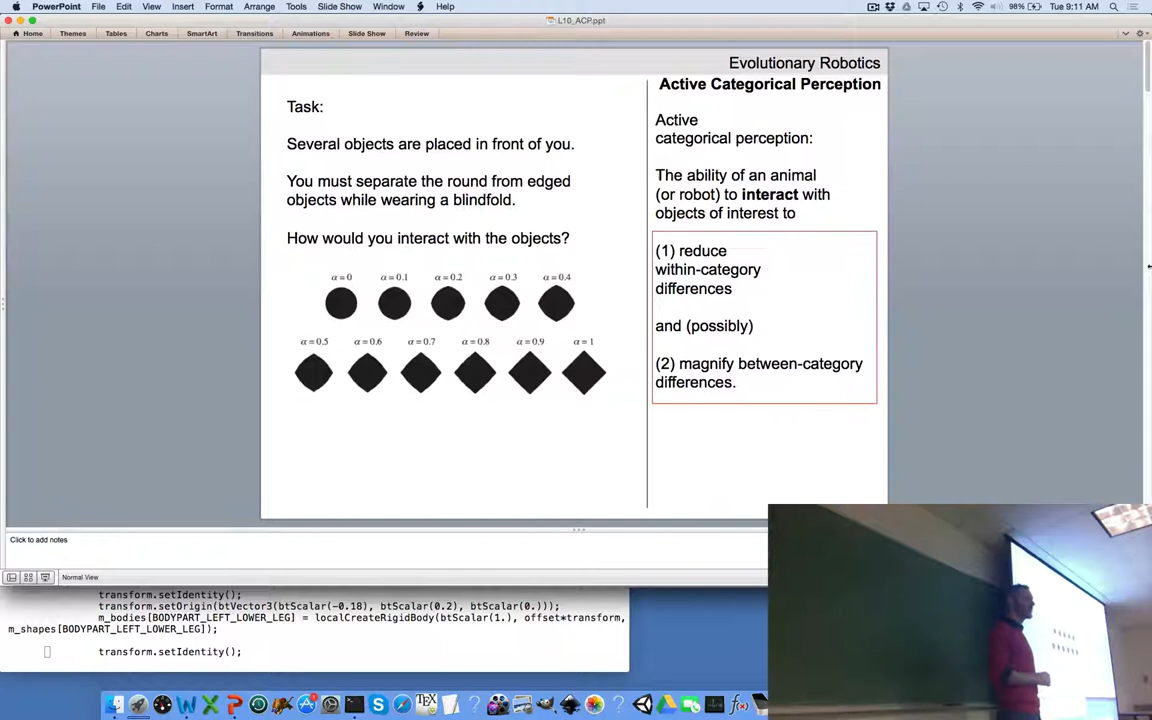 PowerPoint File Edit View Insert Format Arrange Tools Slide Show Window Help 98% Tue 9:11 AM
L10_ACP.ppt
Home Themes Tables Charts SmartArt Transitions Animations Slide Show Review
Evolutionary Robotics
Active Categorical Perception
Task:
Several objects are placed in front of you.
You must separate the round from edged
objects while wearing a blindfold.
How would you interact with the objects?
α = 0 α = 0.1 α = 0.2 α = 0.3 α = 0.4
α = 0.5 α = 0.6 α = 0.7 α = 0.8 α = 0.9 α = 1
Active
categorical perception:
The ability of an animal
(or robot) to interact with
objects of interest to
(1) reduce
within-category
differences
and (possibly)
(2) magnify between-category
differences.
Click to add notes
Normal View
transform.setIdentity();
transform.setOrigin(btVector3(btScalar(-0.18), btScalar(0.2), btScalar(0.)));
m_bodies[BODYPART_LEFT_LOWER_LEG] = localCreateRigidBody(btScalar(1.), offset*transform,
m_shapes[BODYPART_LEFT_LOWER_LEG]);
transform.setIdentity();